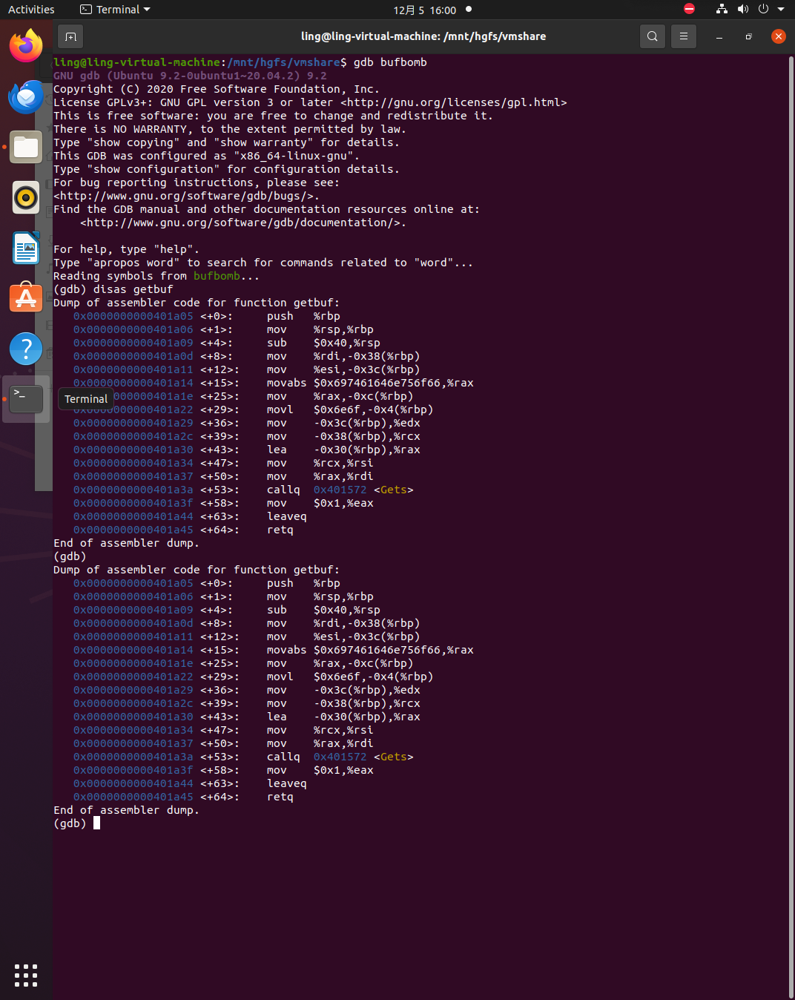 Activities
Terminal
12月 5 16:00
ling@ling-virtual-machine: /mnt/hgfs/vmshare
ling@ling-virtual-machine:/mnt/hgfs/vmshare$ gdb bufbomb
GNU gdb (Ubuntu 9.2-0ubuntu1~20.04.2) 9.2
Copyright (C) 2020 Free Software Foundation, Inc.
License GPLv3+: GNU GPL version 3 or later <http://gnu.org/licenses/gpl.html>
This is free software: you are free to change and redistribute it.
There is NO WARRANTY, to the extent permitted by law.
Type "show copying" and "show warranty" for details.
This GDB was configured as "x86_64-linux-gnu".
Type "show configuration" for configuration details.
For bug reporting instructions, please see:
<http://www.gnu.org/software/gdb/bugs/>.
Find the GDB manual and other documentation resources online at:
    <http://www.gnu.org/software/gdb/documentation/>.
For help, type "help".
Type "apropos word" to search for commands related to "word"...
Reading symbols from bufbomb...
(gdb) disas getbuf
Dump of assembler code for function getbuf:
   0x0000000000401a05 <+0>:     push   %rbp
   0x0000000000401a06 <+1>:     mov    %rsp,%rbp
   0x0000000000401a09 <+4>:     sub    $0x40,%rsp
   0x0000000000401a0d <+8>:     mov    %rdi,-0x38(%rbp)
   0x0000000000401a11 <+12>:    mov    %esi,-0x3c(%rbp)
   0x0000000000401a14 <+15>:    movabs $0x697461646e756f66,%rax
   0x0000000000401a1e <+25>:    mov    %rax,-0xc(%rbp)
   0x0000000000401a22 <+29>:    movl   $0x6e6f,-0x4(%rbp)
   0x0000000000401a29 <+36>:    mov    -0x3c(%rbp),%edx
   0x0000000000401a2c <+39>:    mov    -0x38(%rbp),%rcx
   0x0000000000401a30 <+43>:    lea    -0x30(%rbp),%rax
   0x0000000000401a34 <+47>:    mov    %rcx,%rsi
   0x0000000000401a37 <+50>:    mov    %rax,%rdi
   0x0000000000401a3a <+53>:    callq  0x401572 <Gets>
   0x0000000000401a3f <+58>:    mov    $0x1,%eax
   0x0000000000401a44 <+63>:    leaveq
   0x0000000000401a45 <+64>:    retq
End of assembler dump.
(gdb)
Dump of assembler code for function getbuf:
   0x0000000000401a05 <+0>:     push   %rbp
   0x0000000000401a06 <+1>:     mov    %rsp,%rbp
   0x0000000000401a09 <+4>:     sub    $0x40,%rsp
   0x0000000000401a0d <+8>:     mov    %rdi,-0x38(%rbp)
   0x0000000000401a11 <+12>:    mov    %esi,-0x3c(%rbp)
   0x0000000000401a14 <+15>:    movabs $0x697461646e756f66,%rax
   0x0000000000401a1e <+25>:    mov    %rax,-0xc(%rbp)
   0x0000000000401a22 <+29>:    movl   $0x6e6f,-0x4(%rbp)
   0x0000000000401a29 <+36>:    mov    -0x3c(%rbp),%edx
   0x0000000000401a2c <+39>:    mov    -0x38(%rbp),%rcx
   0x0000000000401a30 <+43>:    lea    -0x30(%rbp),%rax
   0x0000000000401a34 <+47>:    mov    %rcx,%rsi
   0x0000000000401a37 <+50>:    mov    %rax,%rdi
   0x0000000000401a3a <+53>:    callq  0x401572 <Gets>
   0x0000000000401a3f <+58>:    mov    $0x1,%eax
   0x0000000000401a44 <+63>:    leaveq
   0x0000000000401a45 <+64>:    retq
End of assembler dump.
(gdb)
Terminal